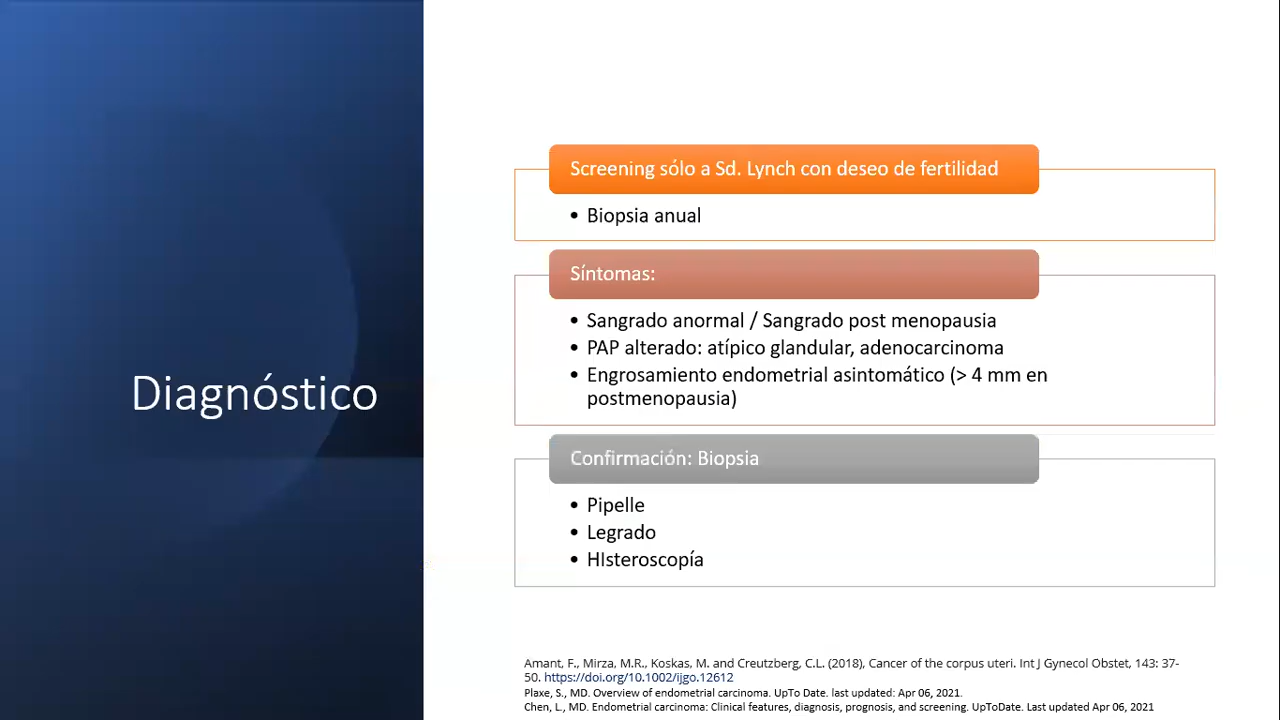 Diagnóstico
Screening sólo a Sd. Lynch con deseo de fertilidad
• Biopsia anual
Síntomas:
• Sangrado anormal / Sangrado post menopausia
• PAP alterado: atípico glandular, adenocarcinoma
• Engrosamiento endometrial asintomático (> 4 mm en
postmenopausia)
Confirmación: Biopsia
• Pipelle
• Legrado
• HIsteroscopía
Amant, F., Mirza, M.R., Koskas, M. and Creutzberg, C.L. (2018), Cancer of the corpus uteri. Int J Gynecol Obstet, 143: 37-
50. https://doi.org/10.1002/ijgo.12612
Plaxe, S., MD. Overview of endometrial carcinoma. UpTo Date. last updated: Apr 06, 2021.
Chen, L., MD. Endometrial carcinoma: Clinical features, diagnosis, prognosis, and screening. UpToDate. Last updated Apr 06, 2021